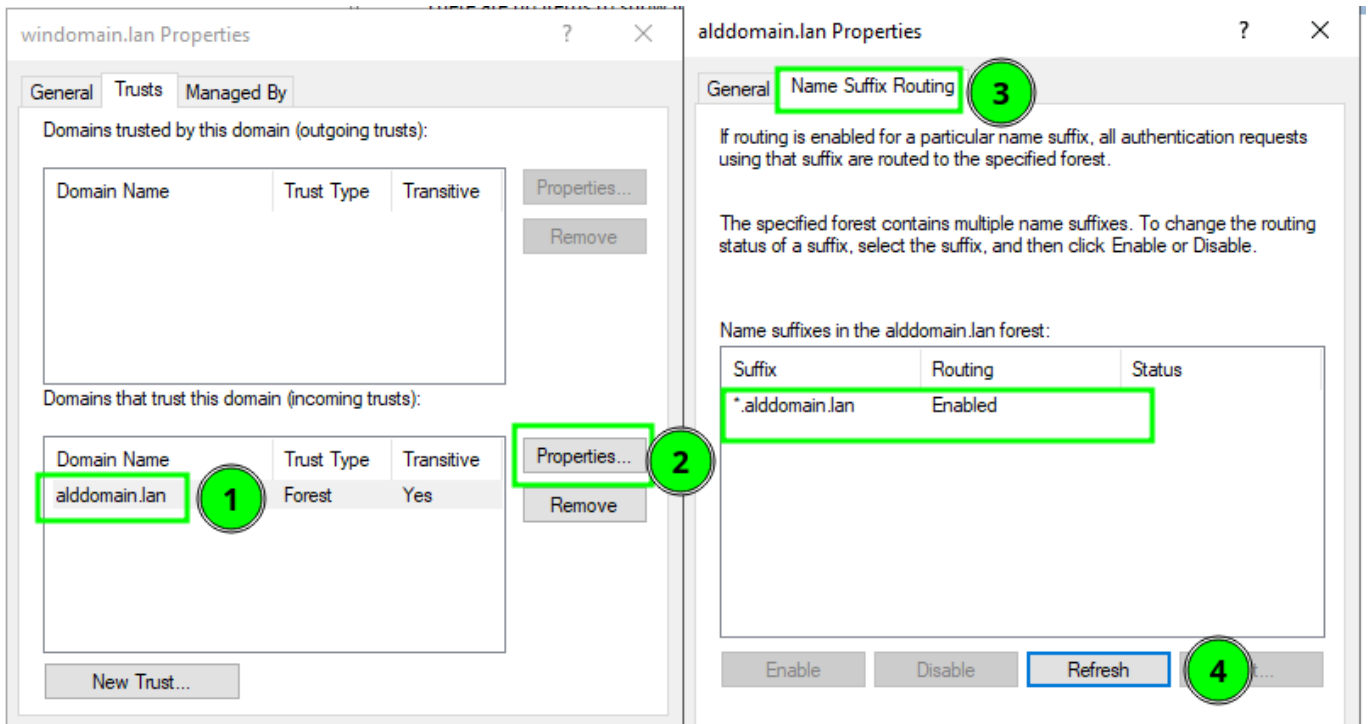 windomain.lan Properties
General Trusts Managed By
Domains trusted by this domain (outgoing trusts):
Domain Name Trust Type Transitive
Properties...
Remove
Domains that trust this domain (incoming trusts):
Domain Name Trust Type Transitive
Properties...
2
alddomain.lan
1
Forest Yes
Remove
New Trust...
alddomain.lan Properties
General Name Suffix Routing
3
If routing is enabled for a particular name suffix, all authentication requests
using that suffix are routed to the specified forest.
The specified forest contains multiple name suffixes. To change the routing
status of a suffix, select the suffix, and then click Enable or Disable.
Name suffixes in the alddomain.lan forest:
Suffix Routing Status
*.alddomain.lan Enabled
Enable Disable Refresh
4